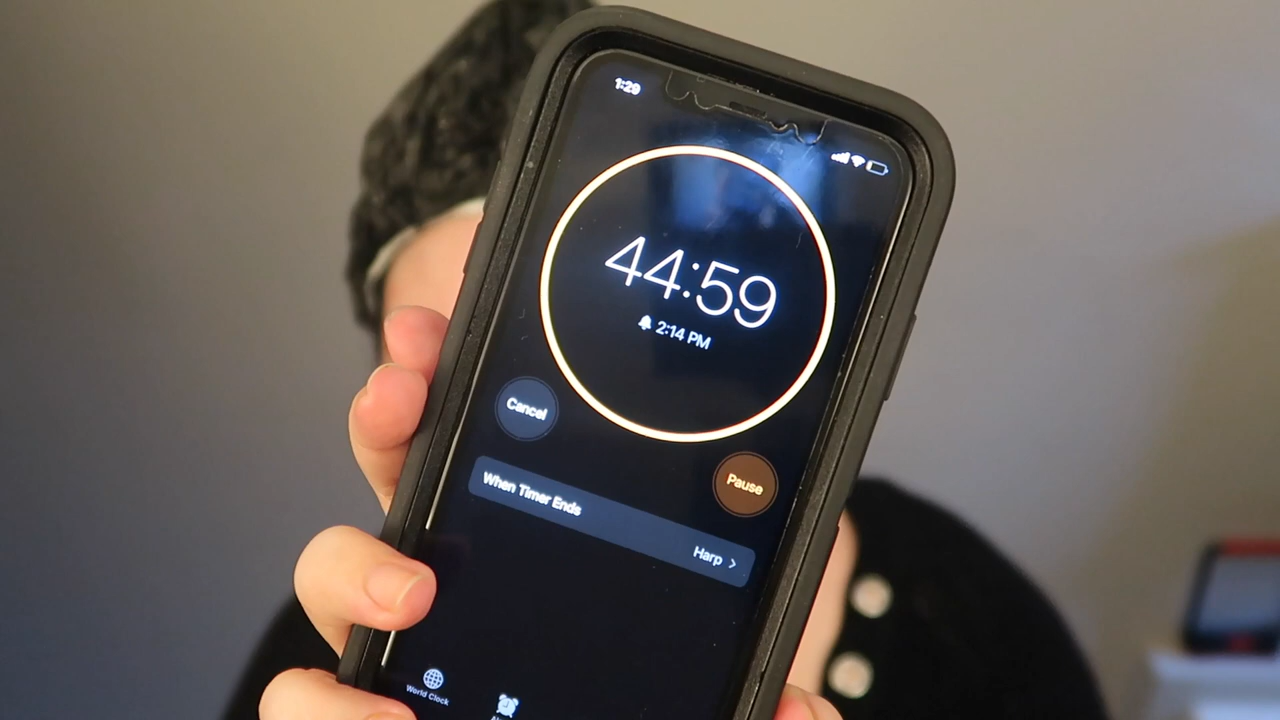 1:29
44:59
2:14 PM
Cancel
Pause
When Timer Ends
Harp >
World Clock